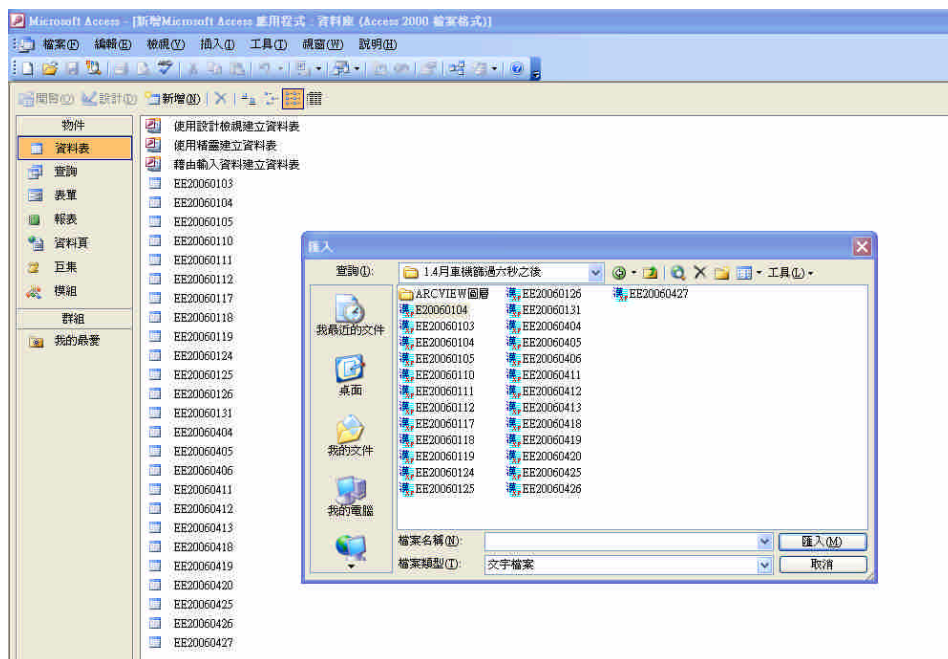 Microsoft Access - [新增Microsoft Access 應用程式 : 資料庫 (Access 2000 檔案格式)]
檔案(F) 編輯(E) 檢視(V) 插入(I) 工具(T) 視窗(W) 說明(H)
開啓(O) 設計(D) 新增(N)
物件
資料表
查詢
表單
報表
資料頁
巨集
模組
群組
我的最愛
使用設計檢視建立資料表
使用精靈建立資料表
藉由輸入資料建立資料表
EE20060103
EE20060104
EE20060105
EE20060110
EE20060111
EE20060112
EE20060117
EE20060118
EE20060119
EE20060124
EE20060125
EE20060126
EE20060131
EE20060404
EE20060405
EE20060406
EE20060411
EE20060412
EE20060413
EE20060418
EE20060419
EE20060420
EE20060425
EE20060426
EE20060427
匯入
查詢(I): 1.4月車機篩過六秒之後 工具(L)
我最近的文件
桌面
我的文件
我的電腦
ARCVIEW圖層
E20060104
EE20060103
EE20060104
EE20060105
EE20060110
EE20060111
EE20060112
EE20060117
EE20060118
EE20060119
EE20060124
EE20060125
EE20060126
EE20060131
EE20060404
EE20060405
EE20060406
EE20060411
EE20060412
EE20060413
EE20060418
EE20060419
EE20060420
EE20060425
EE20060426
EE20060427
檔案名稱(N): 匯入(M)
檔案類型(T): 文字檔案 取消